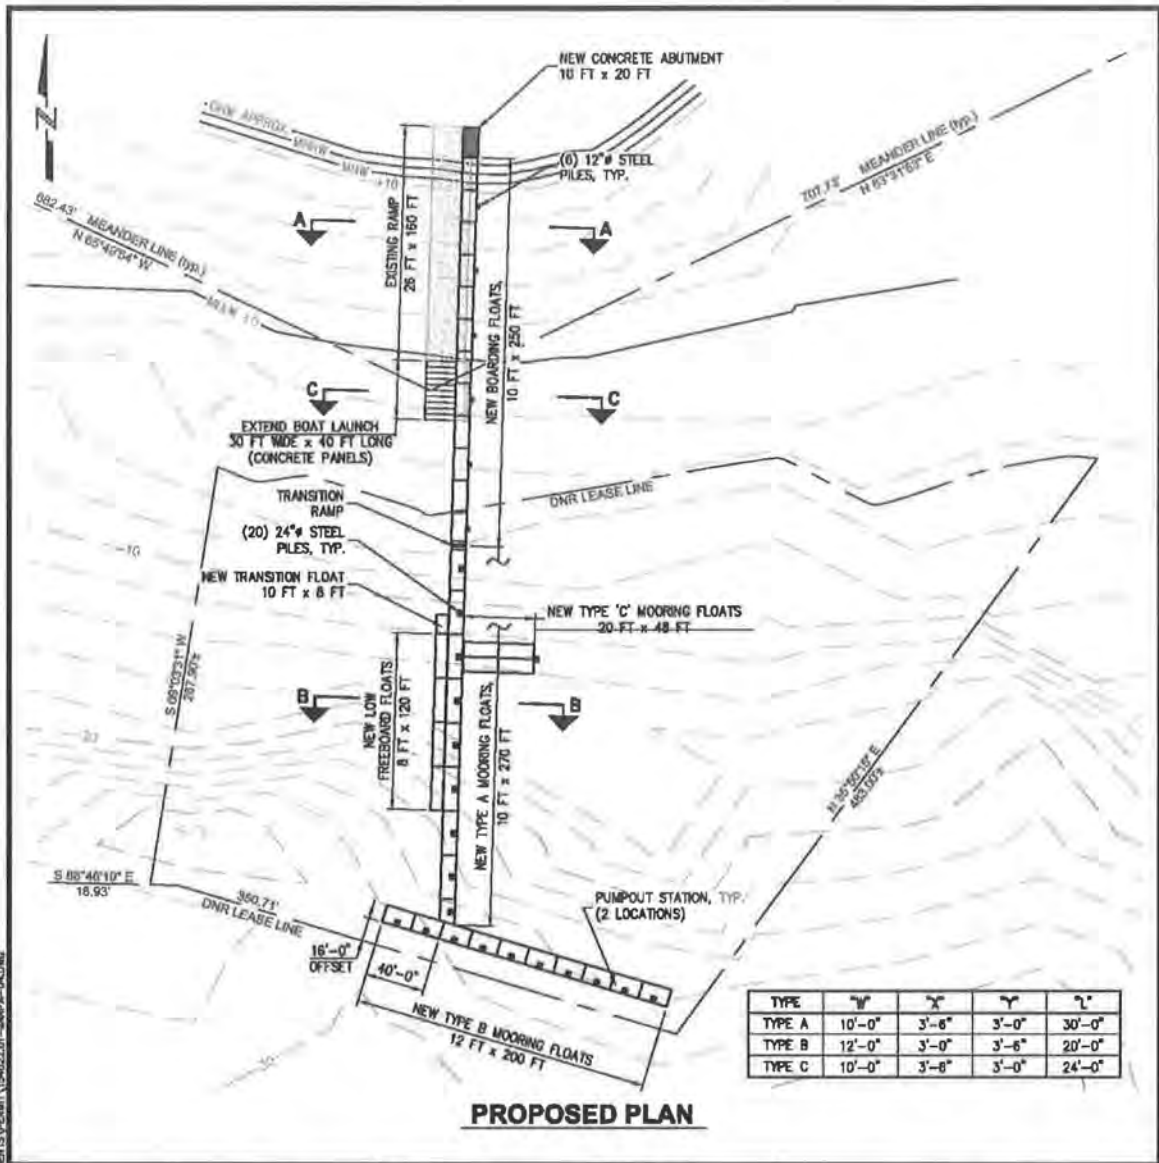 NEW CONCRETE ABUTMENT
10 FT x 20 FT
N
OHW APPROX.
MHHW
MHW +10
(6) 12"ø STEEL
PILES, TYP.
707.73' MEANDER LINE (typ.)
N 63°31'53" E
682.43' MEANDER LINE (typ.)
N 65°49'54" W
A
A
EXISTING RAMP
26 FT x 160 FT
MLLW ±0
NEW BOARDING FLOATS,
10 FT x 250 FT
C
C
EXTEND BOAT LAUNCH
30 FT WIDE x 40 FT LONG
(CONCRETE PANELS)
TRANSITION
RAMP
DNR LEASE LINE
(20) 24"ø STEEL
PILES, TYP.
-10
NEW TRANSITION FLOAT
10 FT x 8 FT
NEW TYPE 'C' MOORING FLOATS
20 FT x 48 FT
B
B
NEW LOW
FREEBOARD FLOATS
8 FT x 120 FT
NEW TYPE A MOORING FLOATS,
10 FT x 270 FT
-20
PUMPOUT STATION, TYP.
(2 LOCATIONS)
16.93'
350.71'
DNR LEASE LINE
16'-0"
OFFSET
40'-0"
NEW TYPE B MOORING FLOATS
12 FT x 200 FT
TYPE "W" "X" "Y" "L"
TYPE A 10'-0" 3'-6" 3'-0" 30'-0"
TYPE B 12'-0" 3'-0" 3'-6" 20'-0"
TYPE C 10'-0" 3'-6" 3'-0" 24'-0"
PROPOSED PLAN